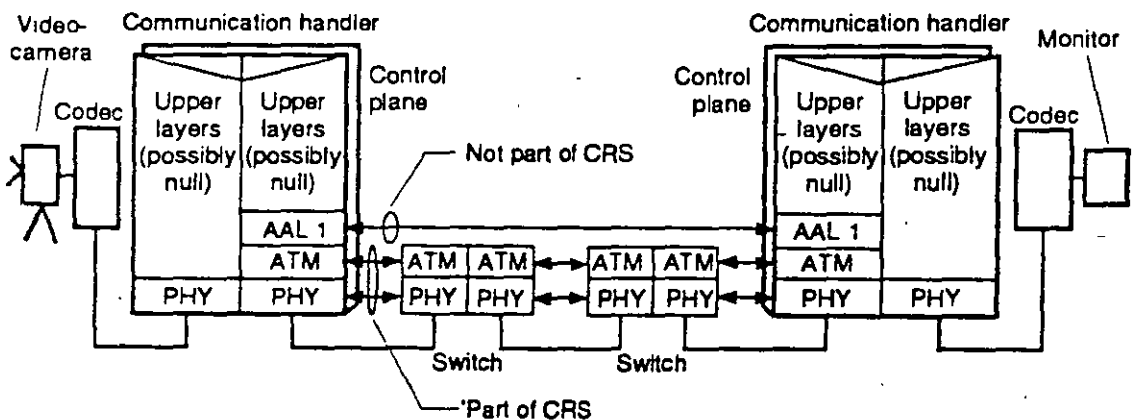 Video-
camera
Communication handler
Codec
Upper
layers
(possibly
null)
Upper
layers
(possibly
null)
Control
plane
AAL 1
ATM
PHY
PHY
Not part of CRS
ATM
ATM
PHY
PHY
Switch
ATM
ATM
PHY
PHY
Switch
Part of CRS
Communication handler
Control
plane
Upper
layers
(possibly
null)
Upper
layers
(possibly
null)
AAL 1
ATM
PHY
PHY
Codec
Monitor